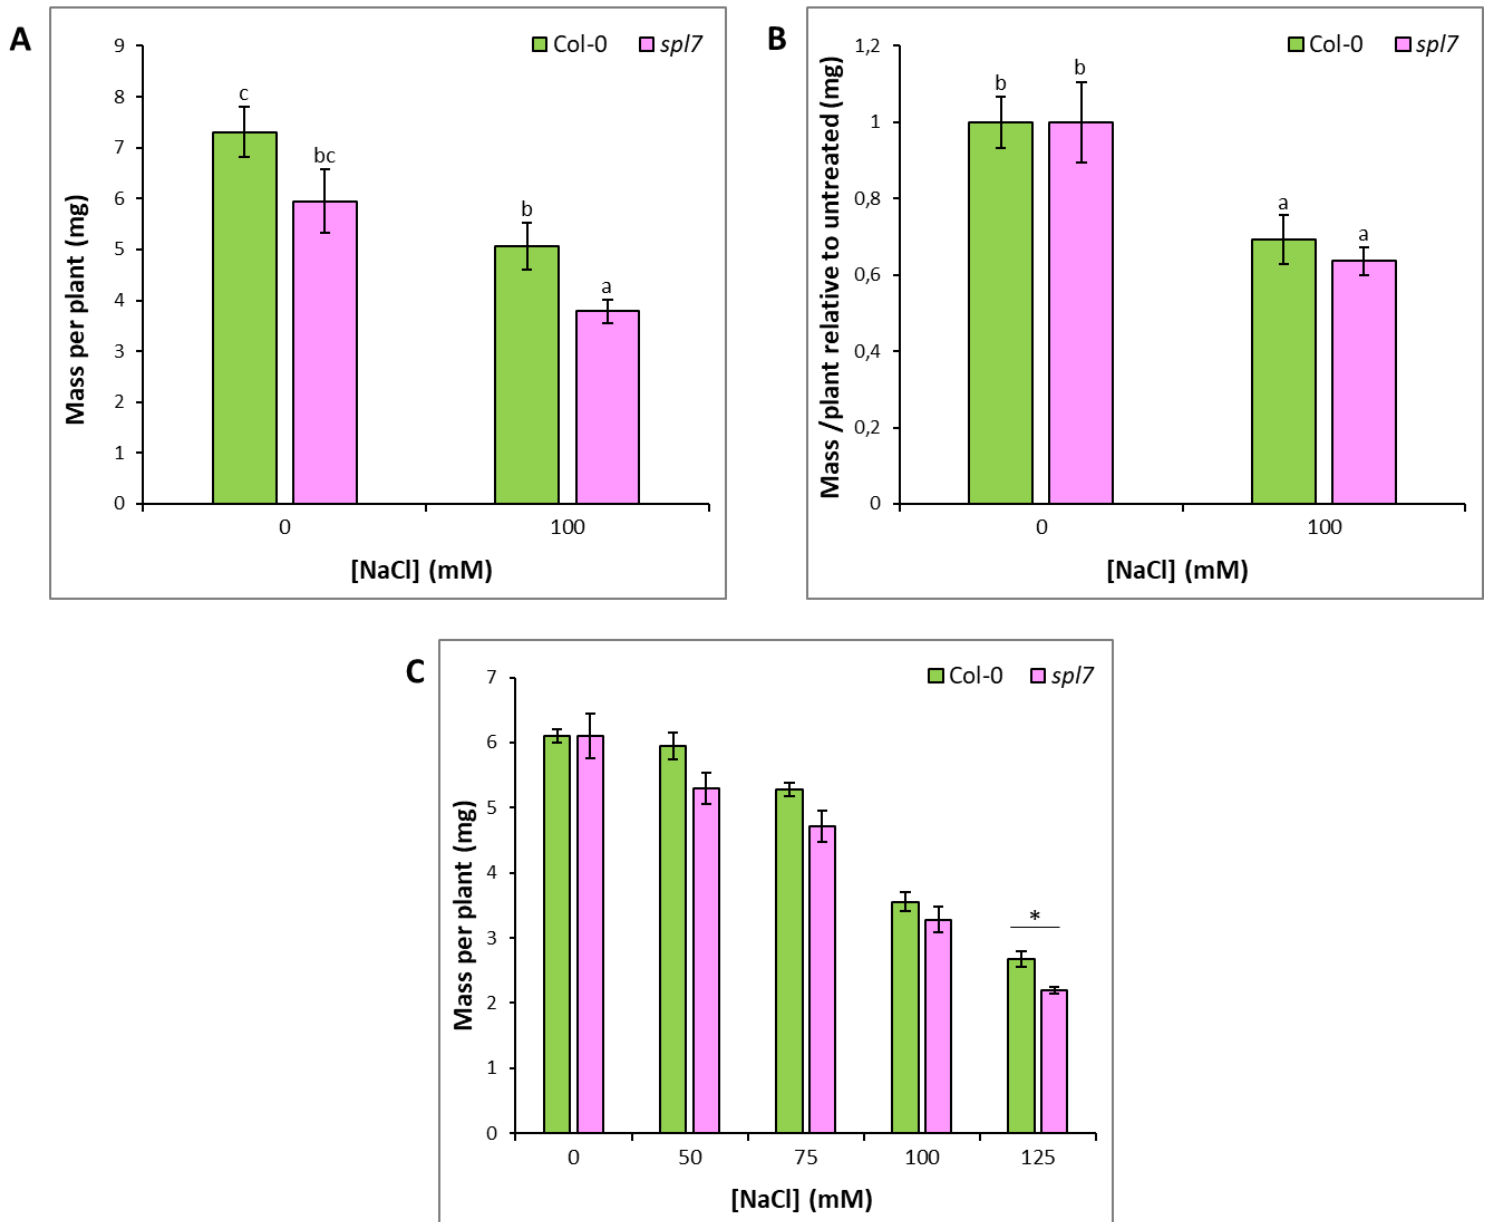 A
Mass per plant (mg)
9
8
7
6
5
4
3
2
1
0
Col-0 spl7
c
bc
b
a
0 100
[NaCl] (mM)
B
Mass /plant relative to untreated (mg)
1,2
1
0,8
0,6
0,4
0,2
0
Col-0 spl7
b
b
a
a
0 100
[NaCl] (mM)
C
Mass per plant (mg)
7
6
5
4
3
2
1
0
Col-0 spl7
*
0 50 75 100 125
[NaCl] (mM)